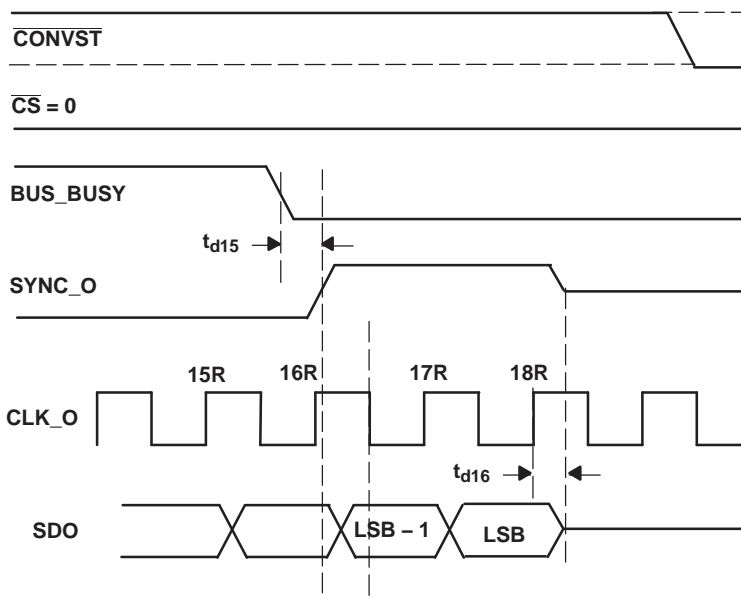 CONVST
CS = 0
BUS_BUSY
td15
SYNC_O
15R 16R 17R 18R
CLK_O
td16
SDO LSB – 1 LSB